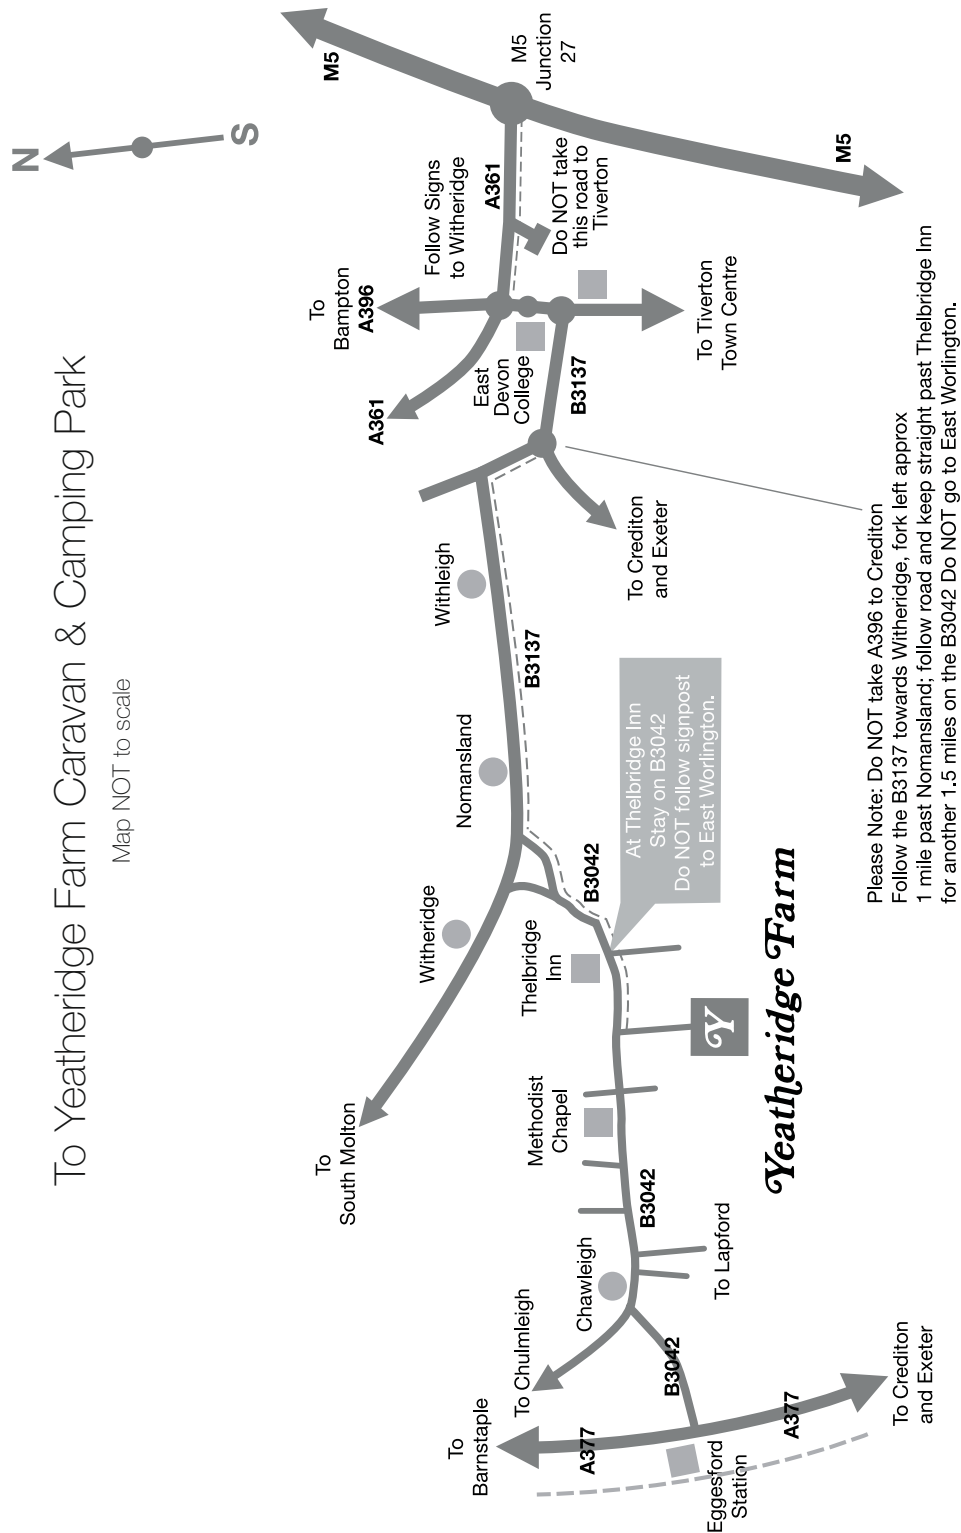 To Yeatheridge Farm Caravan & Camping Park
Map NOT to scale
N
S
M5
M5
Junction
27
M5
A361
Follow Signs
to Witheridge
Do NOT take
this road to
Tiverton
To
Bampton
A396
A361
East
Devon
College
To Tiverton
Town Centre
B3137
To Crediton
and Exeter
Withleigh
B3137
Nomansland
Witheridge
To
South Molton
B3042
Thelbridge
Inn
At Thelbridge Inn
Stay on B3042
Do NOT follow signpost
to East Worlington.
Y
Yeatheridge Farm
Methodist
Chapel
B3042
To Lapford
Chawleigh
To Chulmleigh
B3042
To
Barnstaple
A377
A377
Eggesford
Station
To Crediton
and Exeter
Please Note: Do NOT take A396 to Crediton
Follow the B3137 towards Witheridge, fork left approx
1 mile past Nomansland; follow road and keep straight past Thelbridge Inn
for another 1.5 miles on the B3042 Do NOT go to East Worlington.